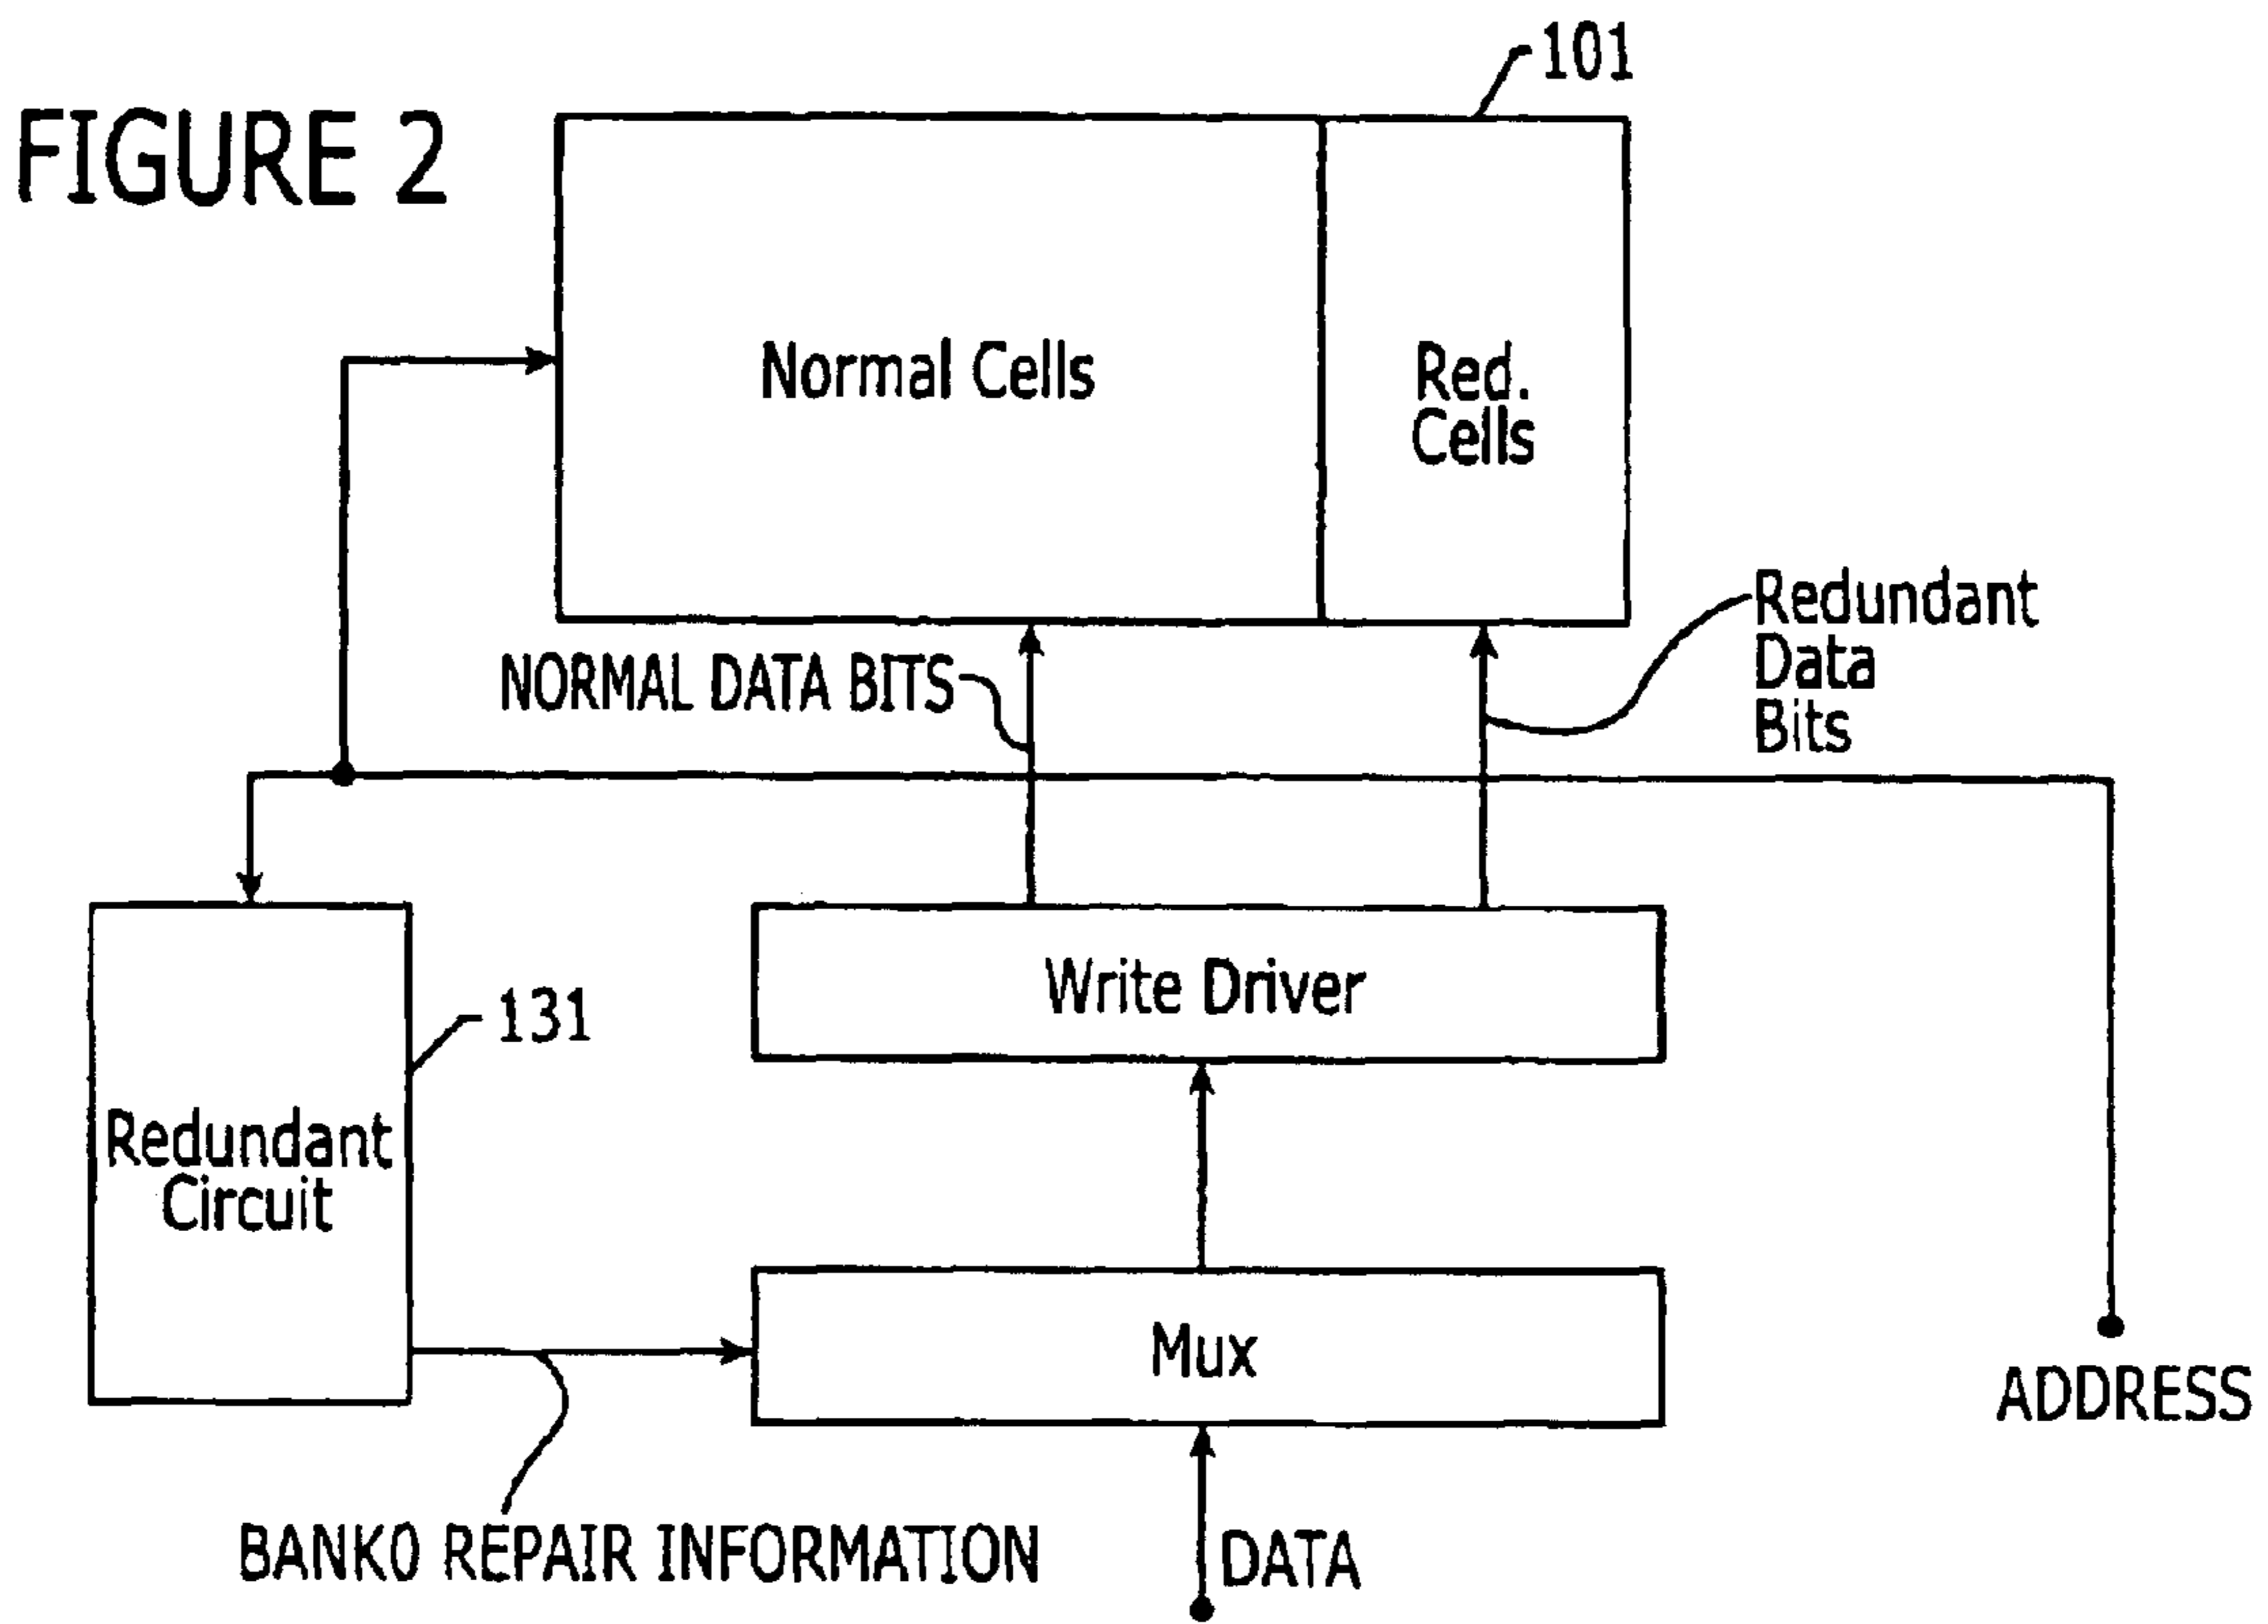 101
FIGURE 2
Normal Cells
Red.
Cells
Redundant
Data
Bits
NORMAL DATA BITS
Write Driver
131
Redundant
Circuit
Mux
ADDRESS
BANK0 REPAIR INFORMATION
DATA